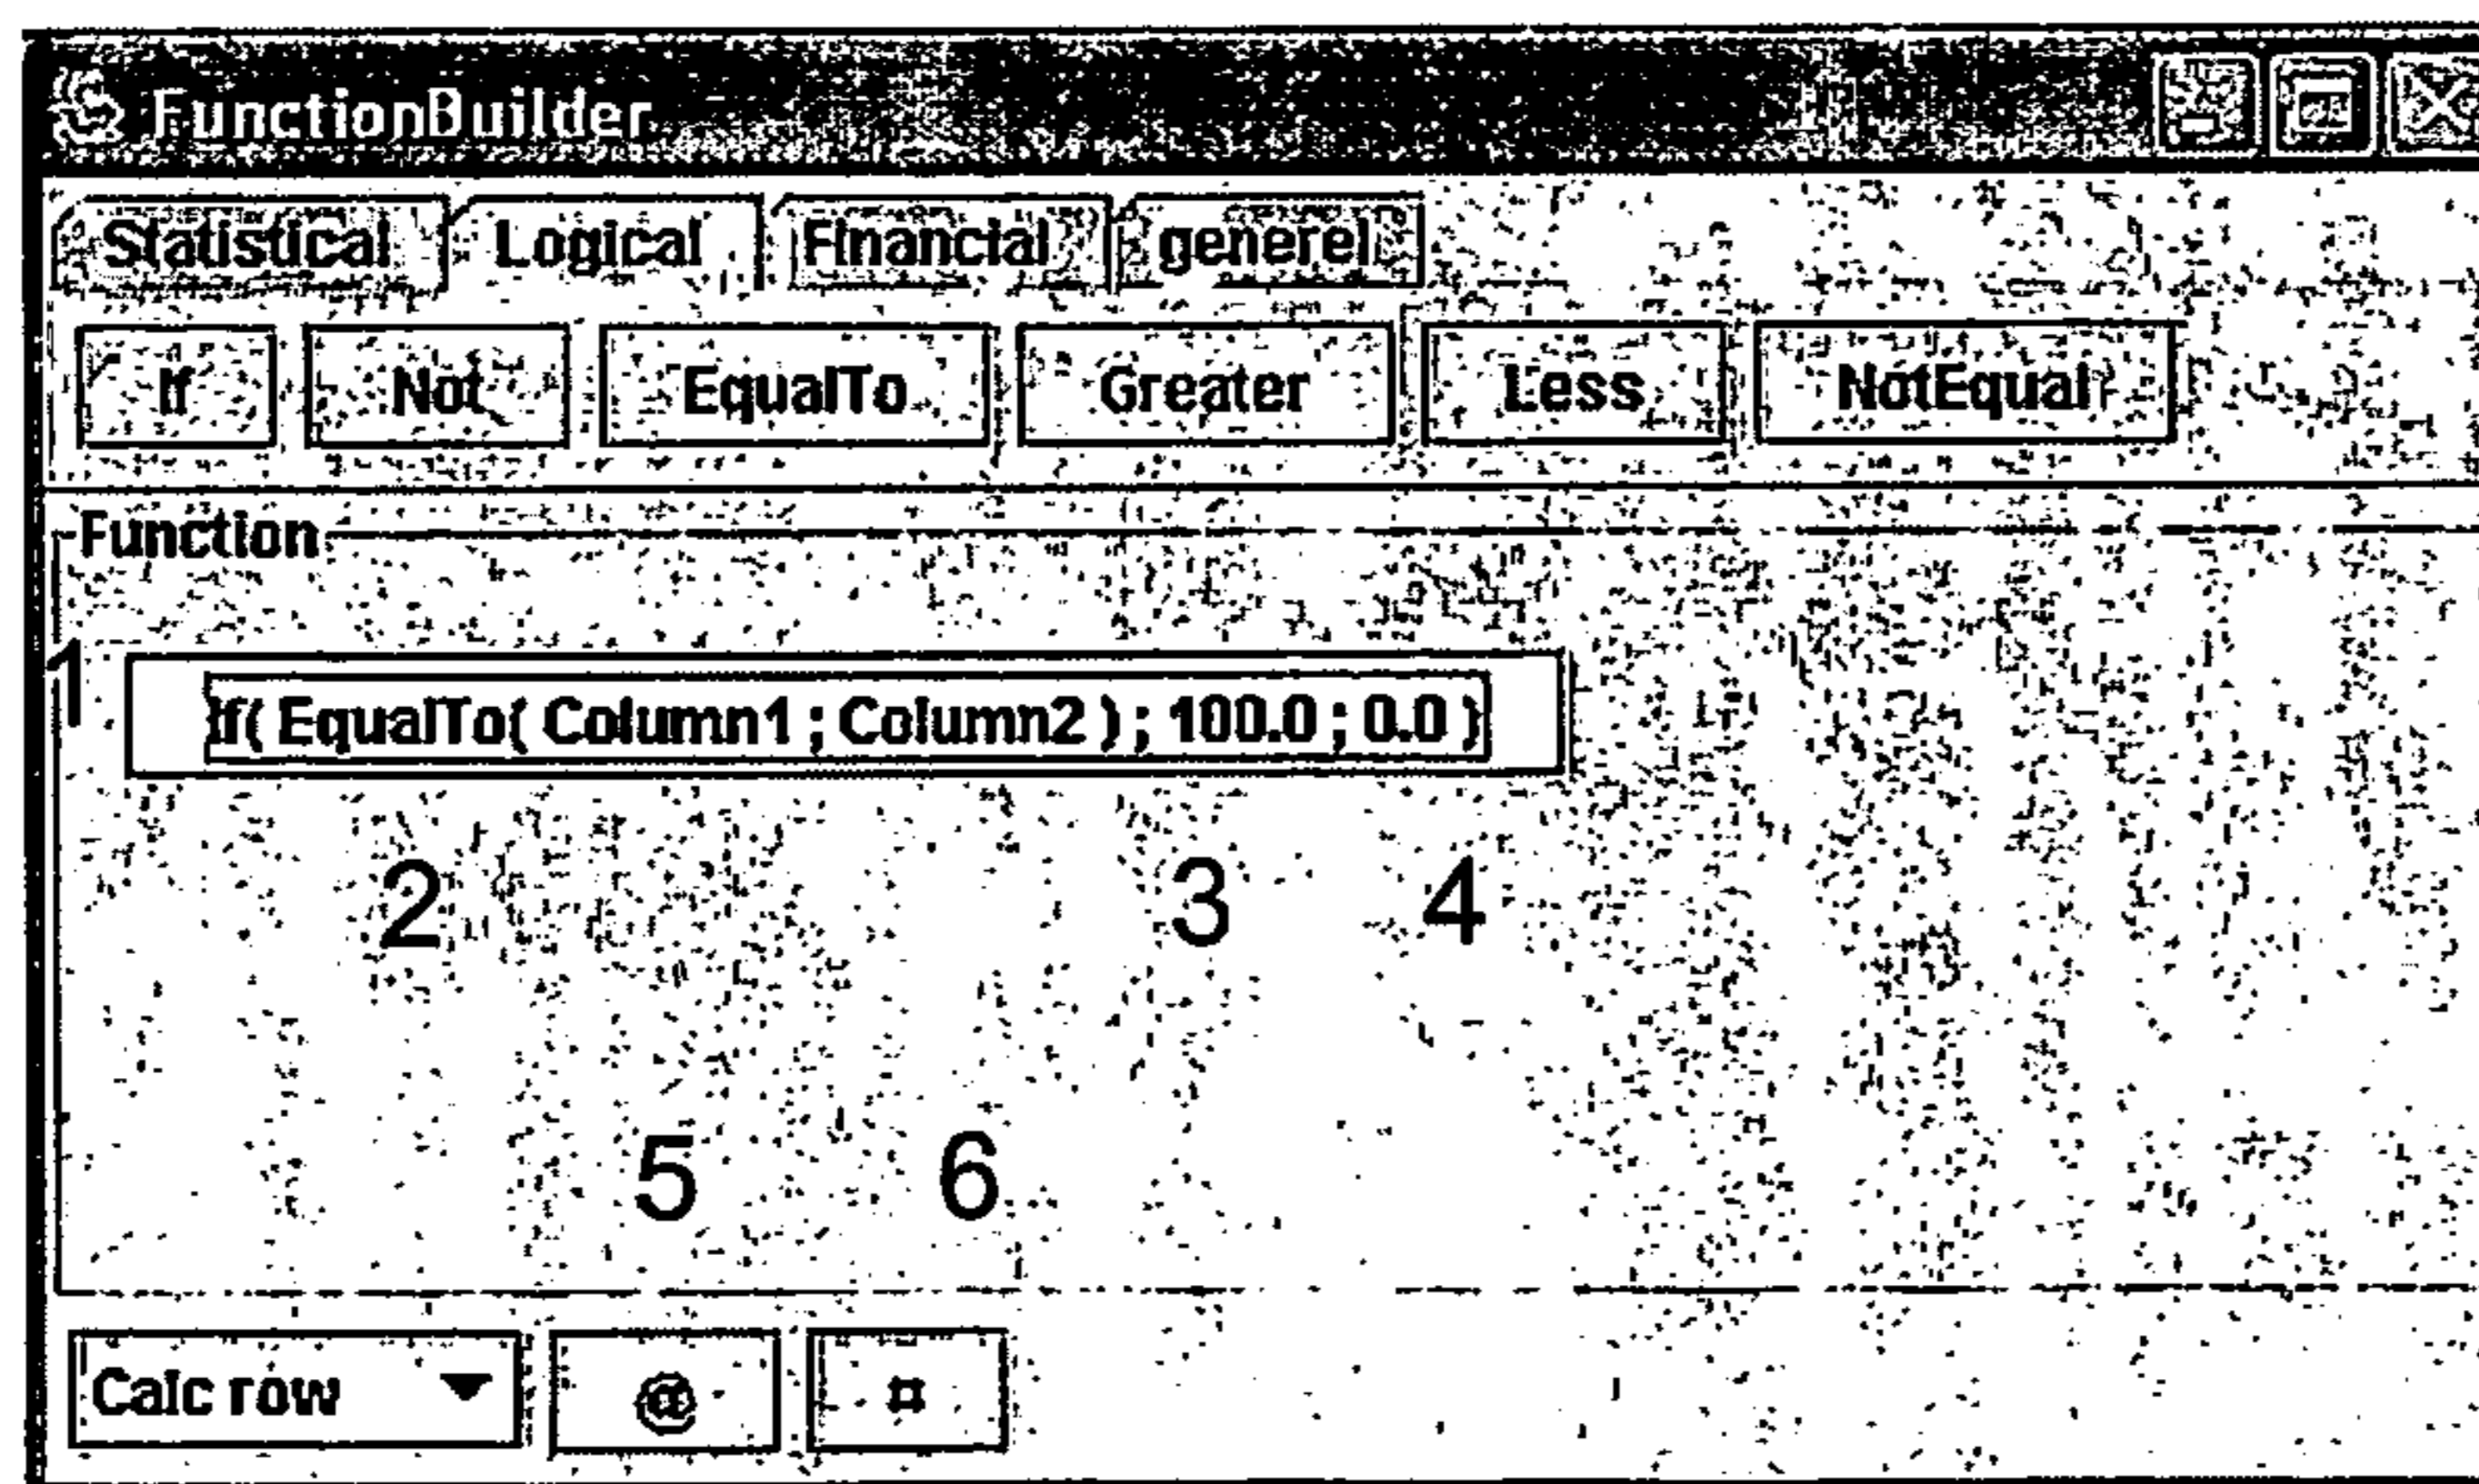 FunctionBuilder
Statistical Logical Financial generel
If Not EqualTo Greater Less NotEqual
Function
1
If( EqualTo( Column1 ; Column2 ) ; 100.0 ; 0.0 )
2 3 4
5 6
Calc row @ ¤